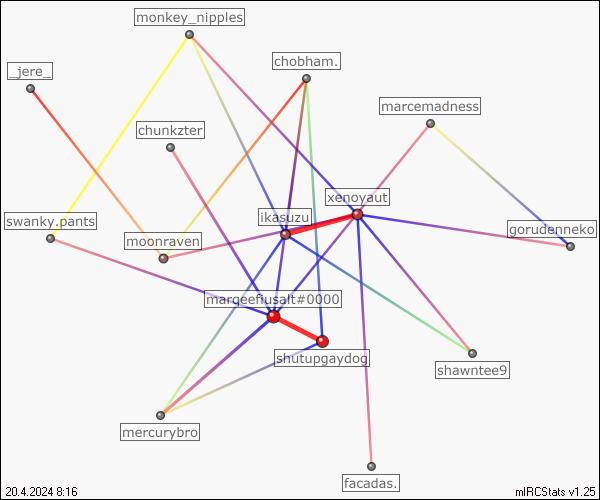 monkey_nipples
chobham.
_jere_
marcemadness
chunkzter
xenoyaut
ikasuzu
swanky.pants
gorudenneko
moonraven
marqeefiusalt#0000
shutupgaydog
shawntee9
mercurybro
facadas.
20.4.2024 8:16
mIRCStats v1.25